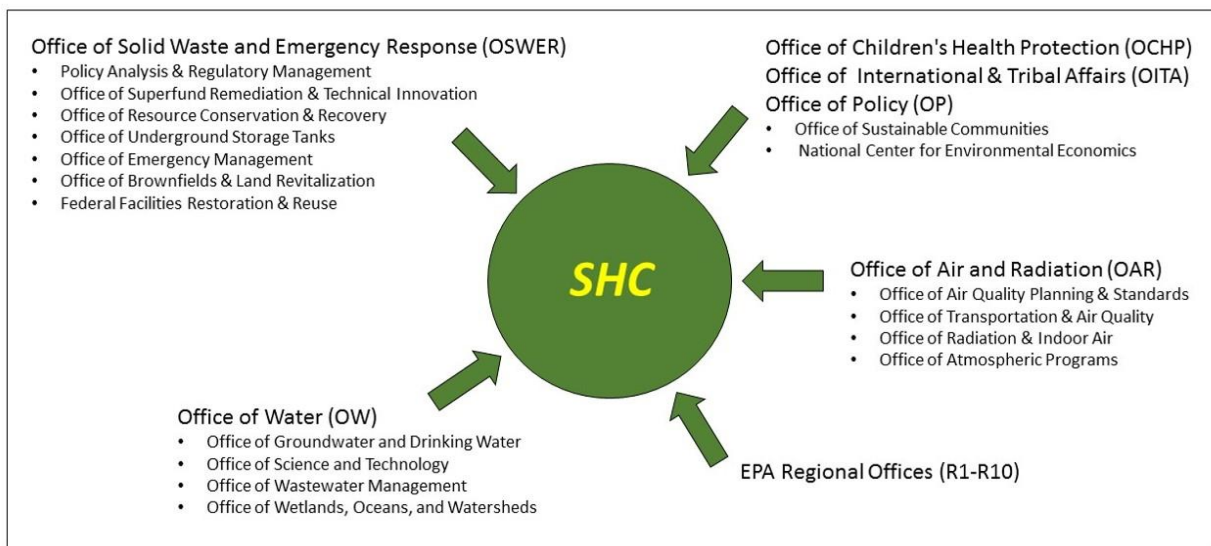 Office of Solid Waste and Emergency Response (OSWER)
• Policy Analysis & Regulatory Management
• Office of Superfund Remediation & Technical Innovation
• Office of Resource Conservation & Recovery
• Office of Underground Storage Tanks
• Office of Emergency Management
• Office of Brownfields & Land Revitalization
• Federal Facilities Restoration & Reuse
Office of Children's Health Protection (OCHP)
Office of International & Tribal Affairs (OITA)
Office of Policy (OP)
• Office of Sustainable Communities
• National Center for Environmental Economics
SHC
Office of Air and Radiation (OAR)
• Office of Air Quality Planning & Standards
• Office of Transportation & Air Quality
• Office of Radiation & Indoor Air
• Office of Atmospheric Programs
Office of Water (OW)
• Office of Groundwater and Drinking Water
• Office of Science and Technology
• Office of Wastewater Management
• Office of Wetlands, Oceans, and Watersheds
EPA Regional Offices (R1-R10)